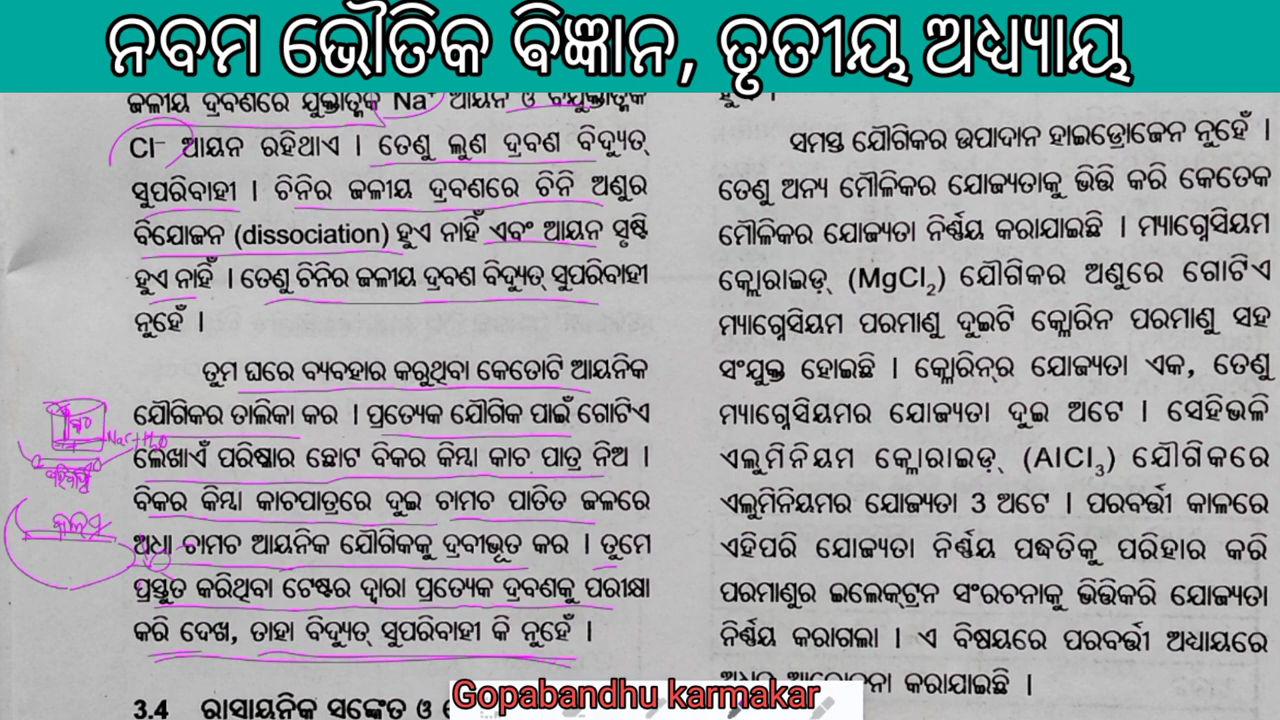 ନବମ ଭୌତିକ ବିଜ୍ଞାନ, ତୃତୀୟ ଅଧ୍ୟାୟ
ଜଳୀୟ ଦ୍ରବଣରେ ଯୁକ୍ତାତ୍ମକ Na⁺ ଆୟନ ଓ ବିଯୁକ୍ତାତ୍ମକ
Cl⁻ ଆୟନ ରହିଥାଏ । ତେଣୁ ଲୁଣ ଦ୍ରବଣ ବିଦ୍ୟୁତ୍
ସୁପରିବାହୀ । ଚିନିର ଜଳୀୟ ଦ୍ରବଣରେ ଚିନି ଅଣୁର
ବିଯୋଜନ (dissociation) ହୁଏ ନାହିଁ ଏବଂ ଆୟନ ସୃଷ୍ଟି
ହୁଏ ନାହିଁ । ତେଣୁ ଚିନିର ଜଳୀୟ ଦ୍ରବଣ ବିଦ୍ୟୁତ୍ ସୁପରିବାହୀ
ନୁହେଁ ।
ତୁମ ଘରେ ବ୍ୟବହାର କରୁଥିବା କେତୋଟି ଆୟନିକ
ଯୌଗିକର ତାଲିକା କର । ପ୍ରତ୍ୟେକ ଯୌଗିକ ପାଇଁ ଗୋଟିଏ
ଲେଖାଏଁ ପରିଷ୍କାର ଛୋଟ ବିକର କିମ୍ବା କାଚ ପାତ୍ର ନିଅ ।
ବିକର କିମ୍ବା କାଚପାତ୍ରରେ ଦୁଇ ଚାମଚ ପାତିତ ଜଳରେ
ଅଧା ଚାମଚ ଆୟନିକ ଯୌଗିକକୁ ଦ୍ରବୀଭୂତ କର । ତୁମେ
ପ୍ରସ୍ତୁତ କରିଥିବା ଟେଷ୍ଟର ଦ୍ୱାରା ପ୍ରତ୍ୟେକ ଦ୍ରବଣକୁ ପରୀକ୍ଷା
କରି ଦେଖ, ତାହା ବିଦ୍ୟୁତ୍ ସୁପରିବାହୀ କି ନୁହେଁ ।
3.4 ରାସାୟନିକ ସଙ୍କେତ ଓ
ସମସ୍ତ ଯୌଗିକର ଉପାଦାନ ହାଇଡ୍ରୋଜେନ ନୁହେଁ ।
ତେଣୁ ଅନ୍ୟ ମୌଳିକର ଯୋଜ୍ୟତାକୁ ଭିତ୍ତି କରି କେତେକ
ମୌଳିକର ଯୋଜ୍ୟତା ନିର୍ଣ୍ଣୟ କରାଯାଇଛି । ମ୍ୟାଗ୍ନେସିୟମ
କ୍ଲୋରାଇଡ୍ (MgCl₂) ଯୌଗିକର ଅଣୁରେ ଗୋଟିଏ
ମ୍ୟାଗ୍ନେସିୟମ ପରମାଣୁ ଦୁଇଟି କ୍ଲୋରିନ ପରମାଣୁ ସହ
ସଂଯୁକ୍ତ ହୋଇଛି । କ୍ଲୋରିନ୍‌ର ଯୋଜ୍ୟତା ଏକ, ତେଣୁ
ମ୍ୟାଗ୍ନେସିୟମର ଯୋଜ୍ୟତା ଦୁଇ ଅଟେ । ସେହିଭଳି
ଏଲୁମିନିୟମ କ୍ଲୋରାଇଡ୍ (AlCl₃) ଯୌଗିକରେ
ଏଲୁମିନିୟମର ଯୋଜ୍ୟତା 3 ଅଟେ । ପରବର୍ତ୍ତୀ କାଳରେ
ଏହିପରି ଯୋଜ୍ୟତା ନିର୍ଣ୍ଣୟ ପଦ୍ଧତିକୁ ପରିହାର କରି
ପରମାଣୁର ଇଲେକ୍ଟ୍ରନ ସଂରଚନାକୁ ଭିତ୍ତିକରି ଯୋଜ୍ୟତା
ନିର୍ଣ୍ଣୟ କରାଗଲା । ଏ ବିଷୟରେ ପରବର୍ତ୍ତୀ ଅଧ୍ୟାୟରେ
କରାଯାଇଛି ।
Gopabandhu karmakar